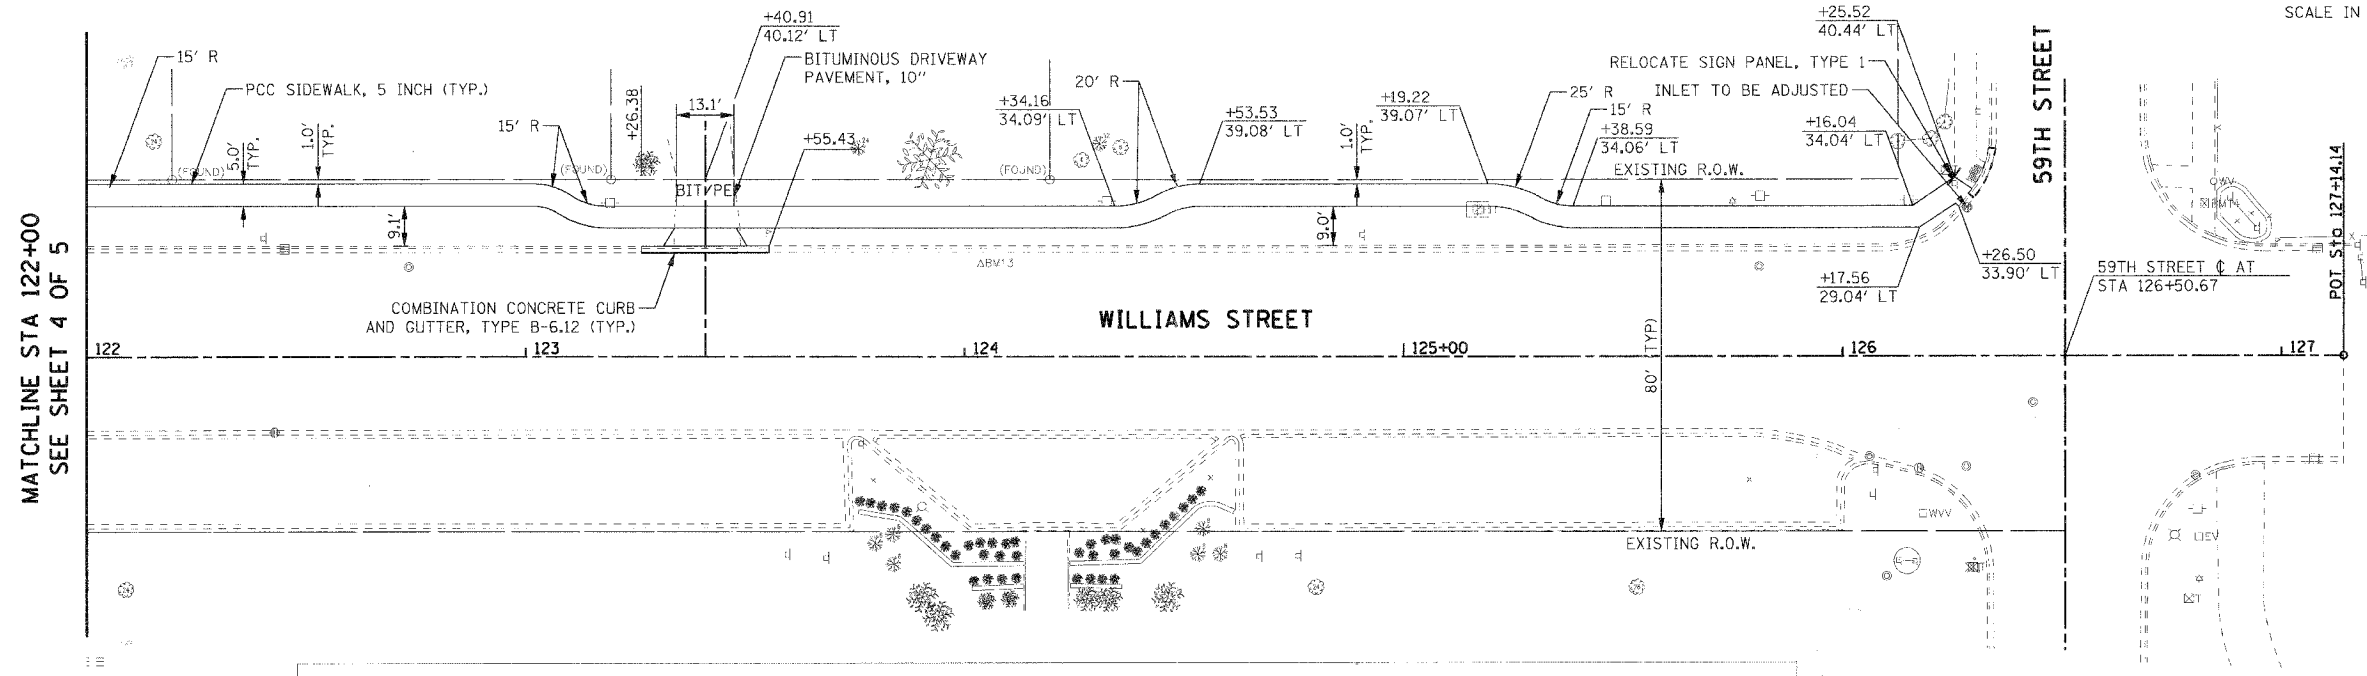 SCALE IN
+40.91
40.12' LT
+25.52
40.44' LT
15' R
BITUMINOUS DRIVEWAY
PAVEMENT, 10"
RELOCATE SIGN PANEL, TYPE 1
59TH STREET
PCC SIDEWALK, 5 INCH (TYP.)
20' R
INLET TO BE ADJUSTED
13.1'
+34.16
34.09' LT
+53.53
39.08' LT
+19.22
39.07' LT
25' R
15' R
5.0'
TYP.
1.0'
TYP.
15' R
+26.38
+55.43
1.0'
TYP.
+38.59
34.06' LT
+16.04
34.04' LT
(FOUND)
(FOUND)
(FOUND)
EXISTING R.O.W.
9.1'
9.0'
+26.50
33.90' LT
59TH STREET ℄ AT
STA 126+50.67
POT Sta 127+14.14
MATCHLINE STA 122+00
SEE SHEET 4 OF 5
COMBINATION CONCRETE CURB
AND GUTTER, TYPE B-6.12 (TYP.)
△BM13
WILLIAMS STREET
+17.56
29.04' LT
122
123
124
125+00
126
127
80' (TYP)
WVV
EXISTING R.O.W.